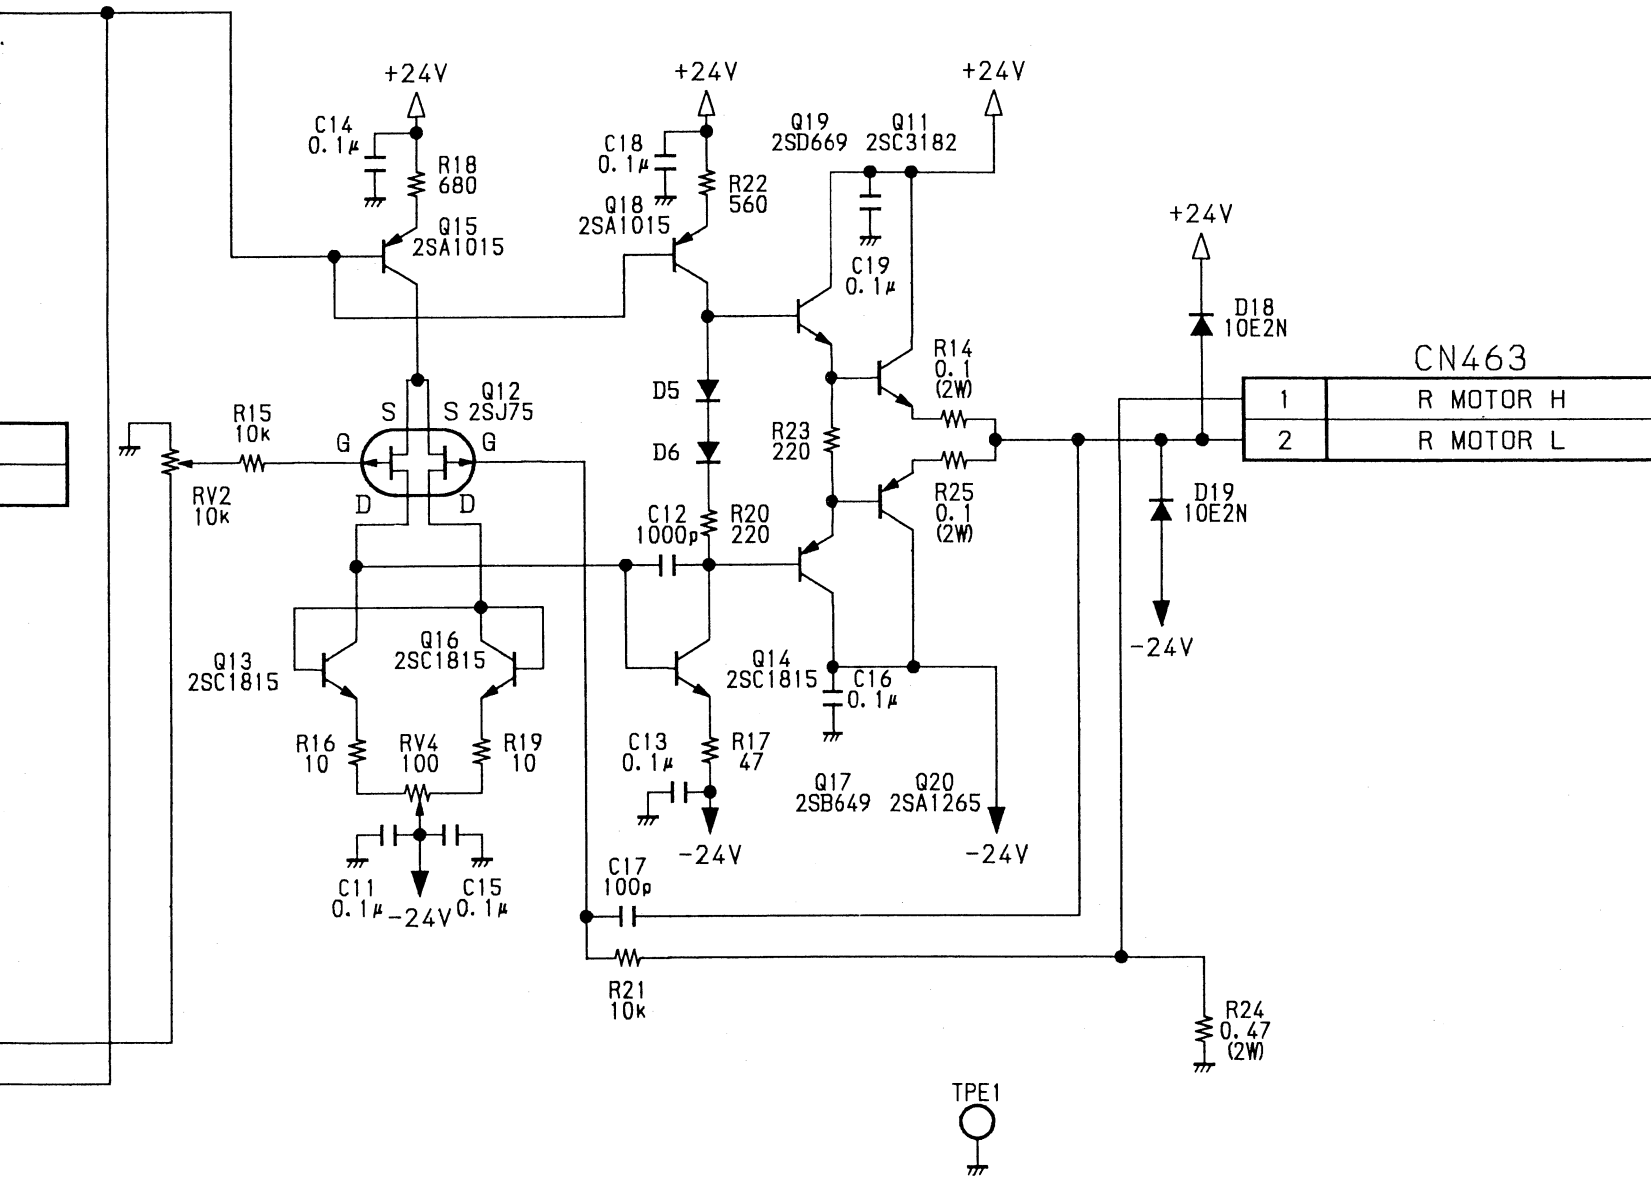 +24V
+24V
+24V
C14
0.1μ
R18
680
Q15
2SA1015
C18
0.1μ
R22
560
Q18
2SA1015
Q19
2SD669
Q11
2SC3182
C19
0.1μ
+24V
D18
10E2N
CN463
1 R MOTOR H
2 R MOTOR L
R14
0.1
(2W)
Q12
2SJ75
S S
G G
D D
R15
10k
RV2
10k
D5
D6
R23
220
R25
0.1
(2W)
D19
10E2N
-24V
C12
1000p
R20
220
Q13
2SC1815
Q16
2SC1815
Q14
2SC1815
C16
0.1μ
R16
10
RV4
100
R19
10
C13
0.1μ
R17
47
Q17
2SB649
Q20
2SA1265
-24V
-24V
C11
0.1μ
-24V
C15
0.1μ
C17
100p
R21
10k
R24
0.47
(2W)
TPE1